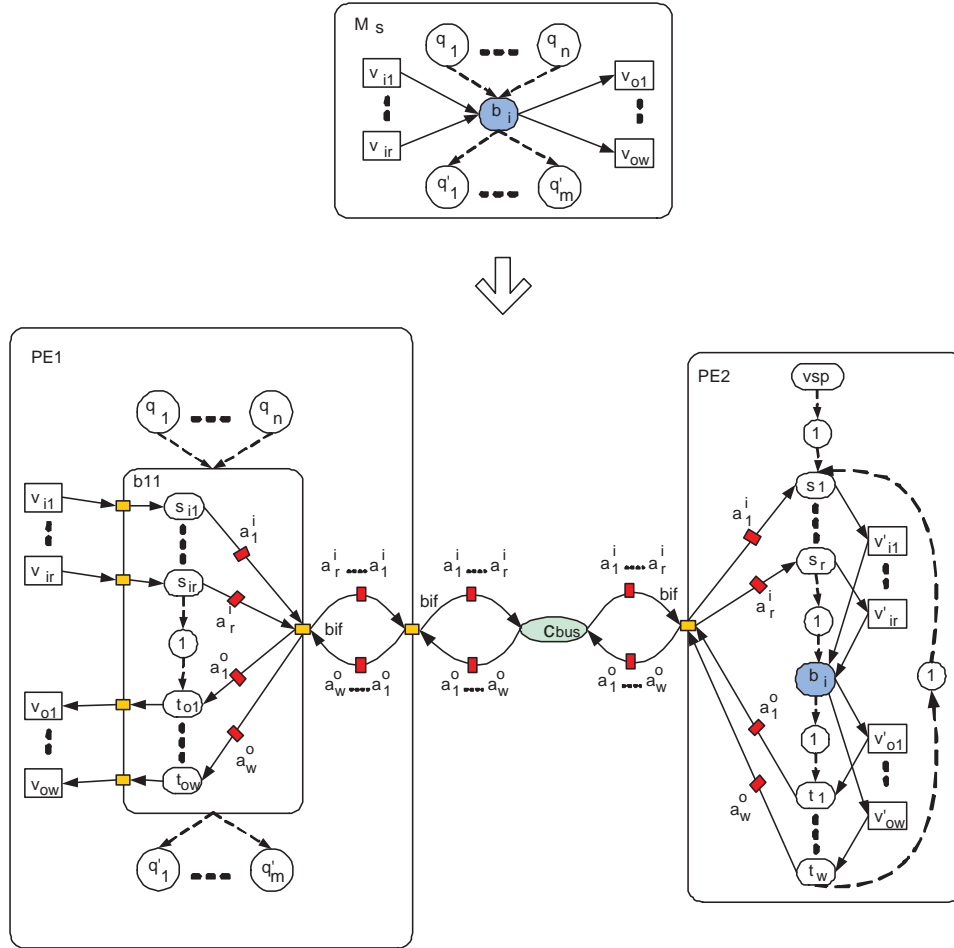 M s
q 1 q n
v i1 v o1
b i
v ir v ow
q' 1 q' m
PE1
PE2
vsp
q 1 q n
1
b11
v i1 s i1 a 1 i
s 1
a 1 i
v' i1
v ir s ir a r i
a r i .... a 1 i a 1 i .... a r i a 1 i .... a r i
s r
a r i
v' ir
bif bif bif
1 cbus 1
b i 1
a 1 o
v o1 t o1
a w o .... a 1 o a 1 o .... a w o a 1 o .... a w o
a 1 o
1 v' o1
a w o
v ow t ow
a w o
t 1
v' ow
q' 1 q' m
t w